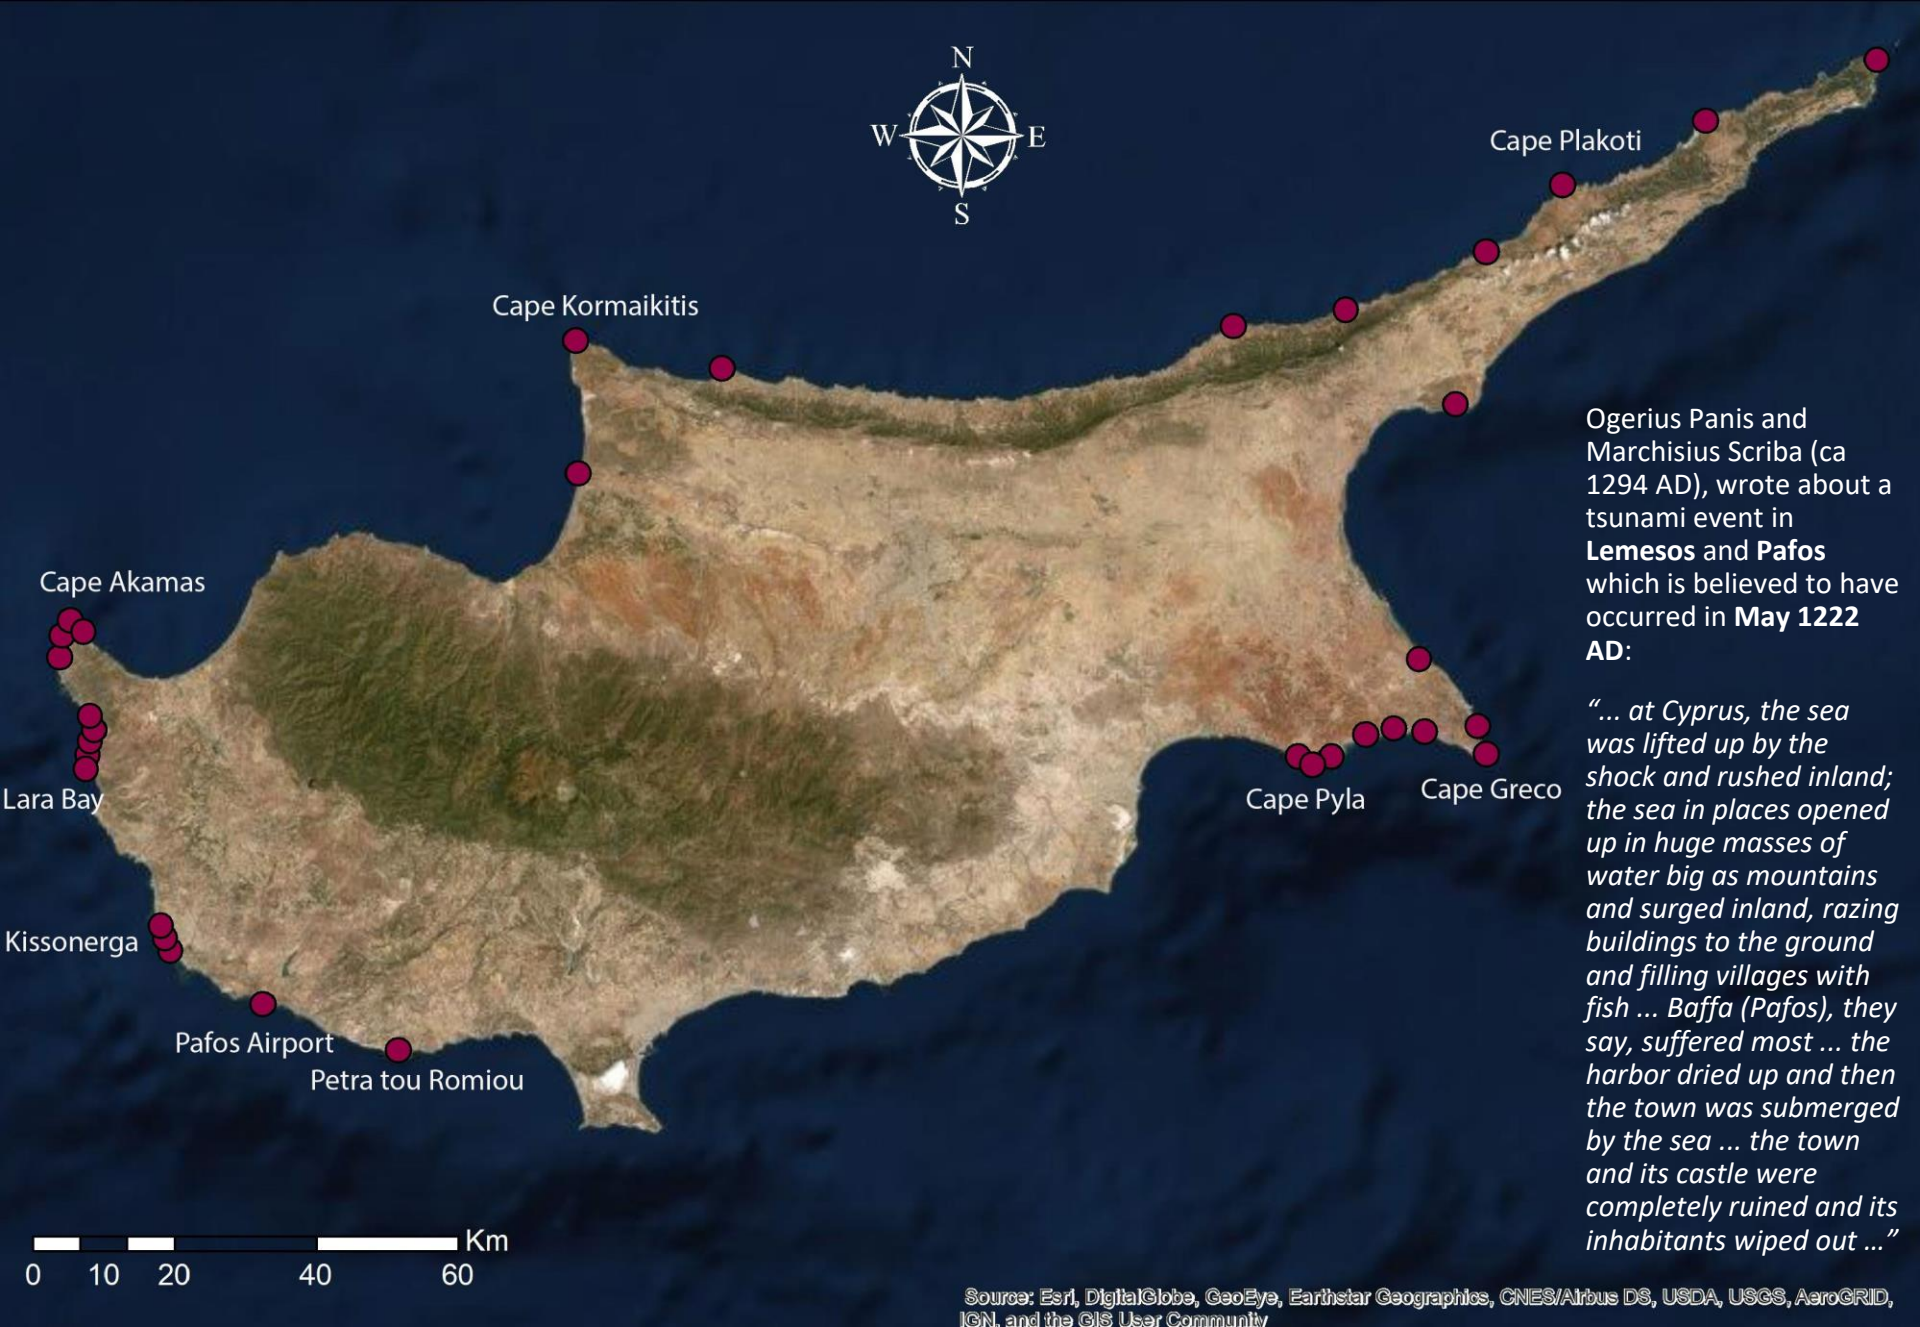 N
W E
S
Cape Plakoti
Cape Kormaikitis
Cape Akamas
Lara Bay
Cape Pyla
Cape Greco
Kissonerga
Pafos Airport
Petra tou Romiou
Ogerius Panis and
Marchisius Scriba (ca
1294 AD), wrote about a
tsunami event in
Lemesos and Pafos
which is believed to have
occurred in May 1222
AD:
“... at Cyprus, the sea
was lifted up by the
shock and rushed inland;
the sea in places opened
up in huge masses of
water big as mountains
and surged inland, razing
buildings to the ground
and filling villages with
fish ... Baffa (Pafos), they
say, suffered most ... the
harbor dried up and then
the town was submerged
by the sea ... the town
and its castle were
completely ruined and its
inhabitants wiped out ...”
Km
0 10 20 40 60
Source: Esri, DigitalGlobe, GeoEye, Earthstar Geographics, CNES/Airbus DS, USDA, USGS, AeroGRID,
IGN, and the GIS User Community